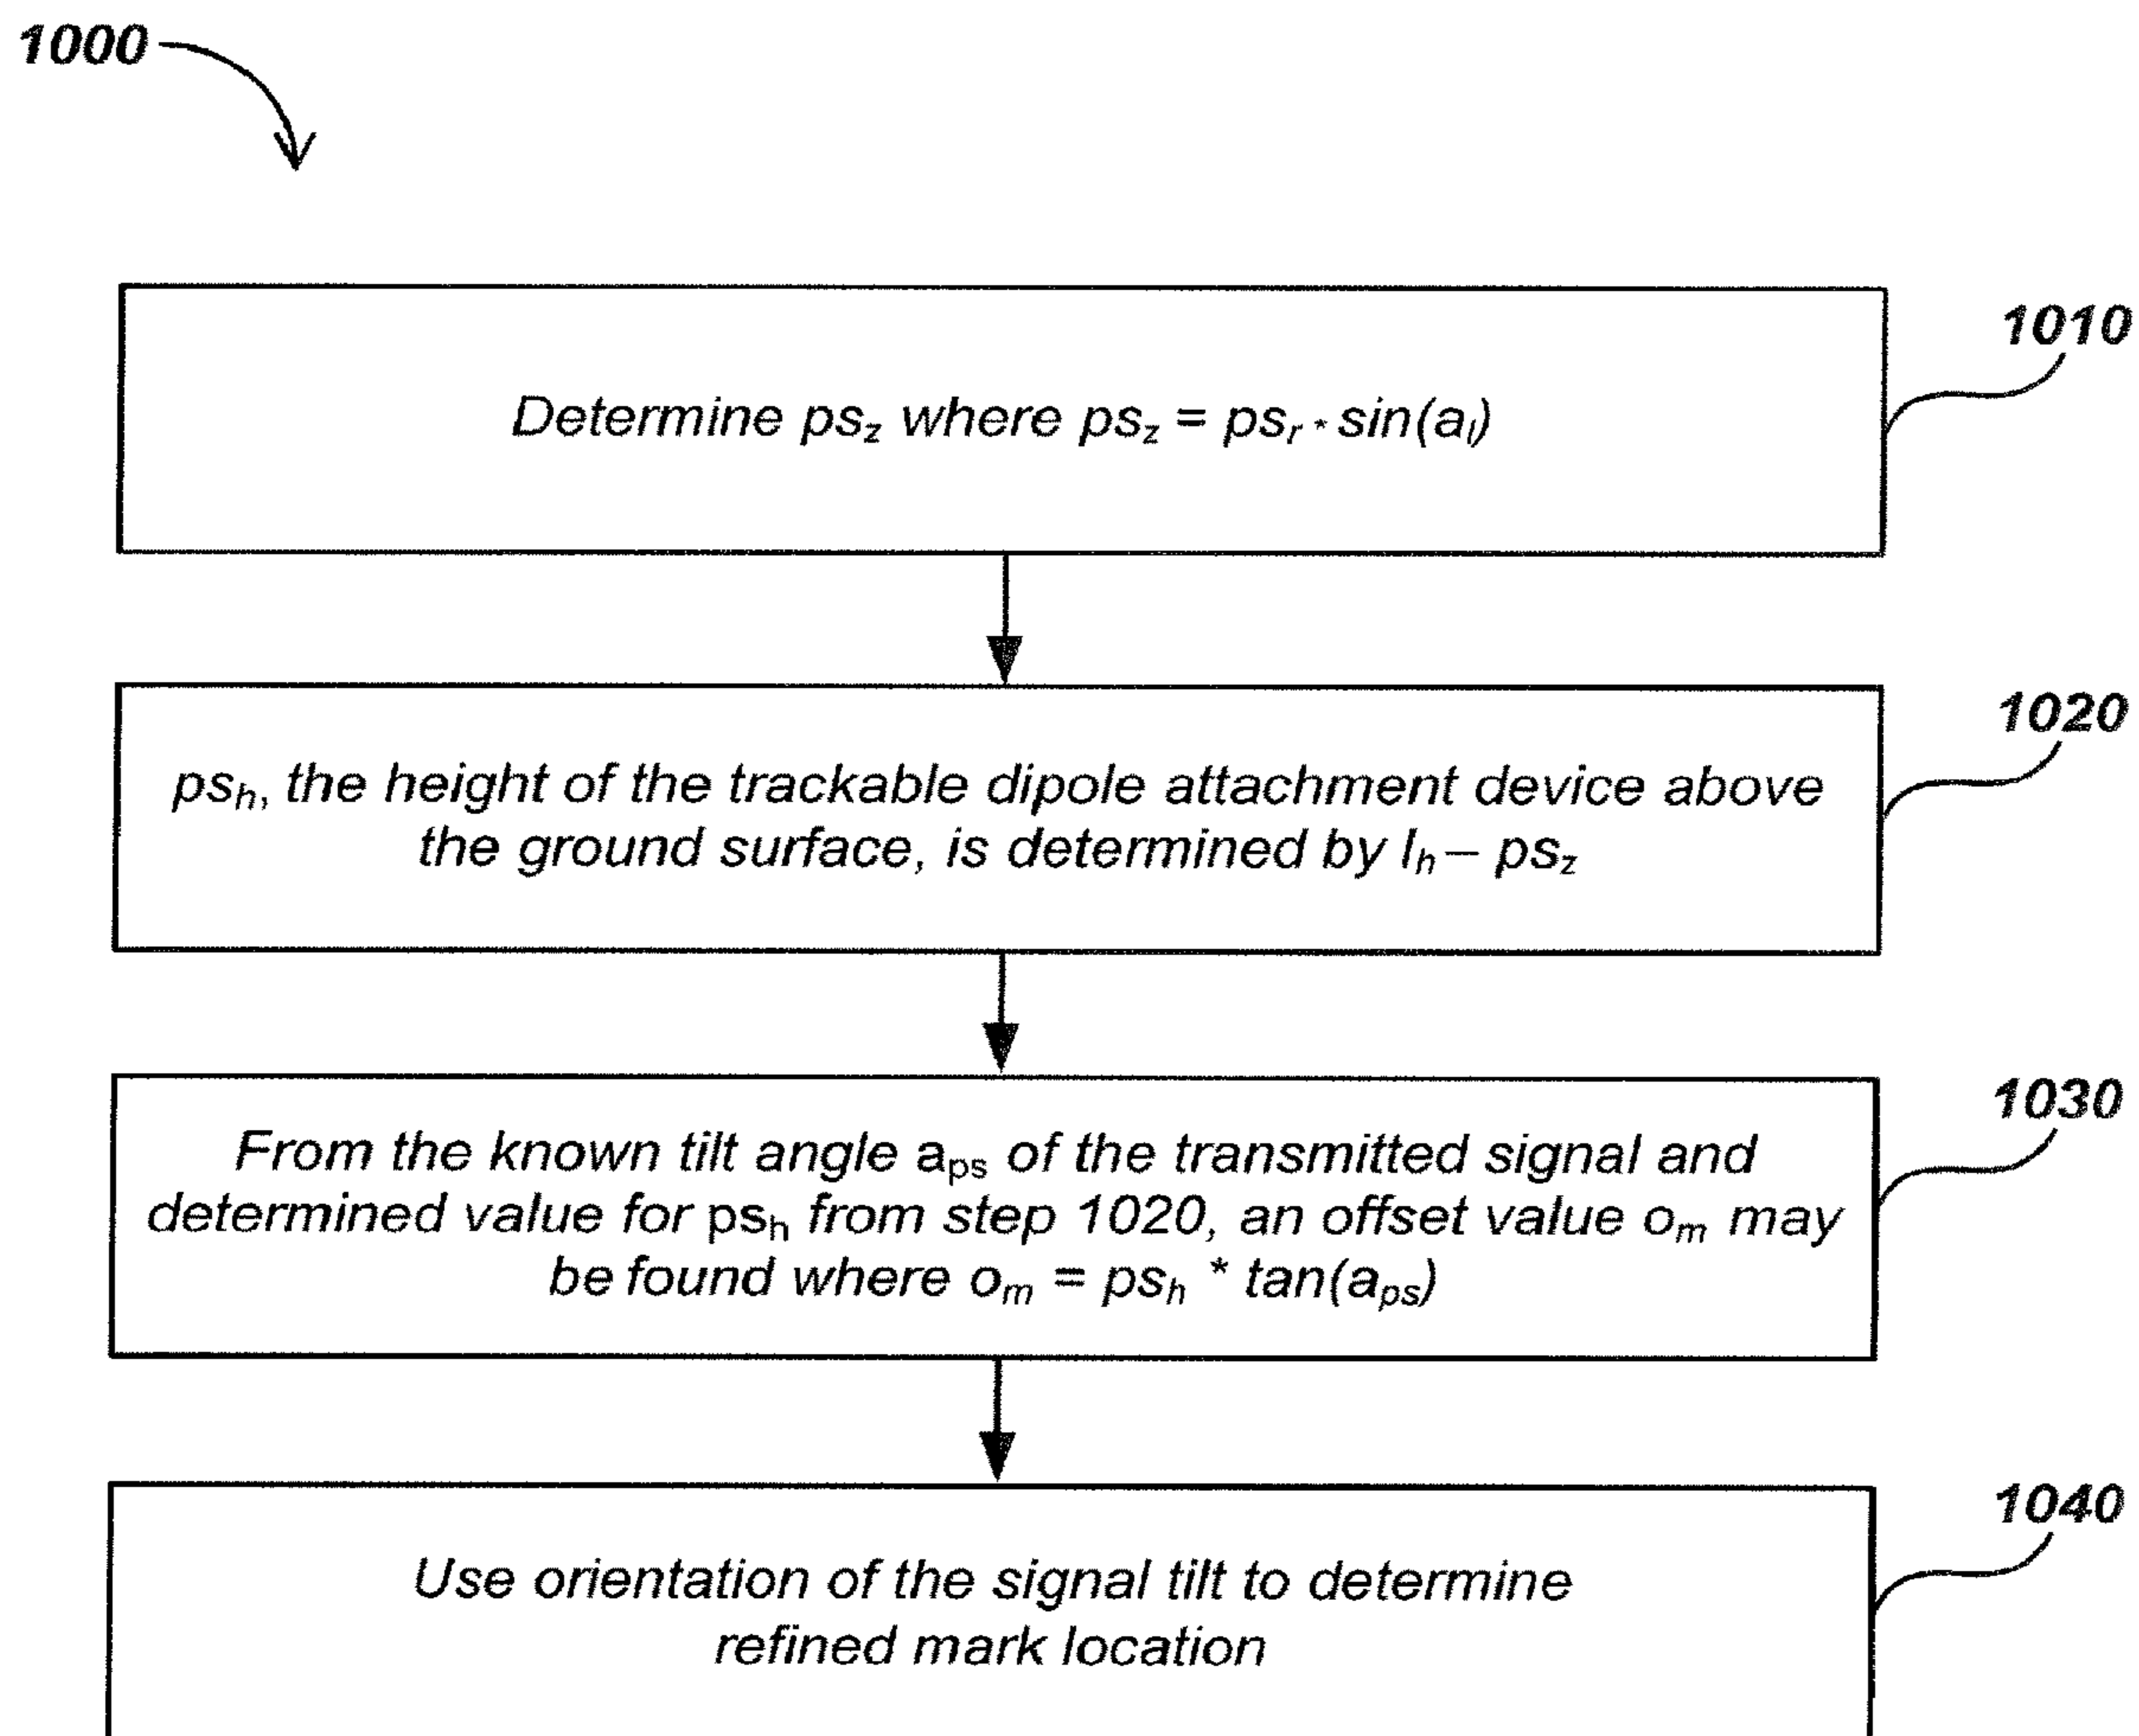 1000
1010
Determine ps_z where ps_z = ps_r * sin(a_l)
1020
ps_h, the height of the trackable dipole attachment device above
the ground surface, is determined by l_h – ps_z
1030
From the known tilt angle a_ps of the transmitted signal and
determined value for ps_h from step 1020, an offset value o_m may
be found where o_m = ps_h * tan(a_ps)
1040
Use orientation of the signal tilt to determine
refined mark location